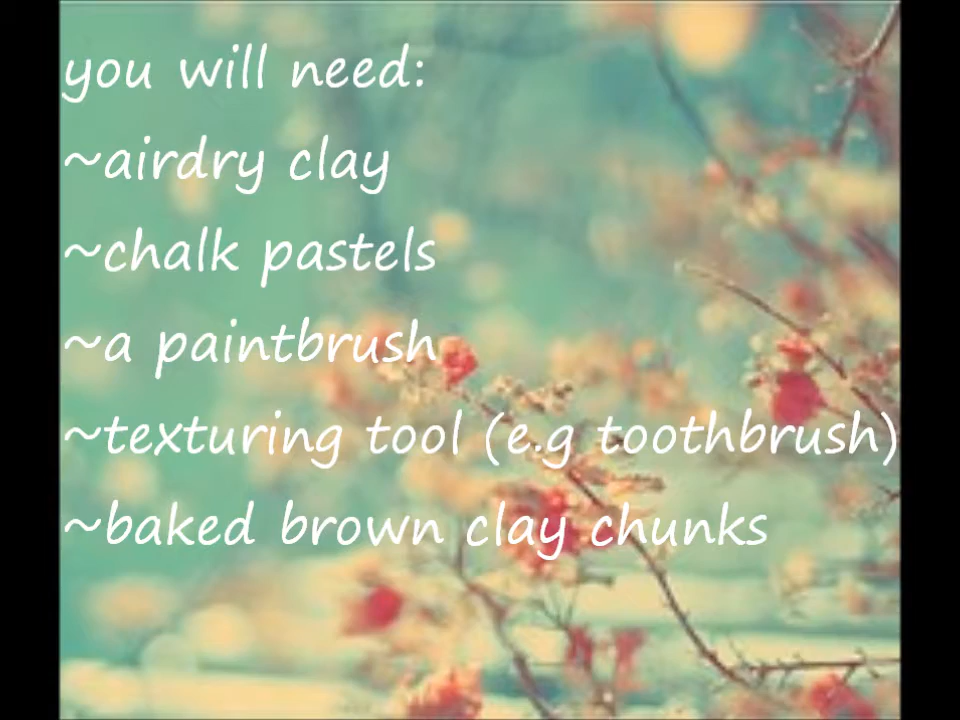 you will need:
~airdry clay
~chalk pastels
~a paintbrush
~texturing tool (e.g toothbrush)
~baked brown clay chunks